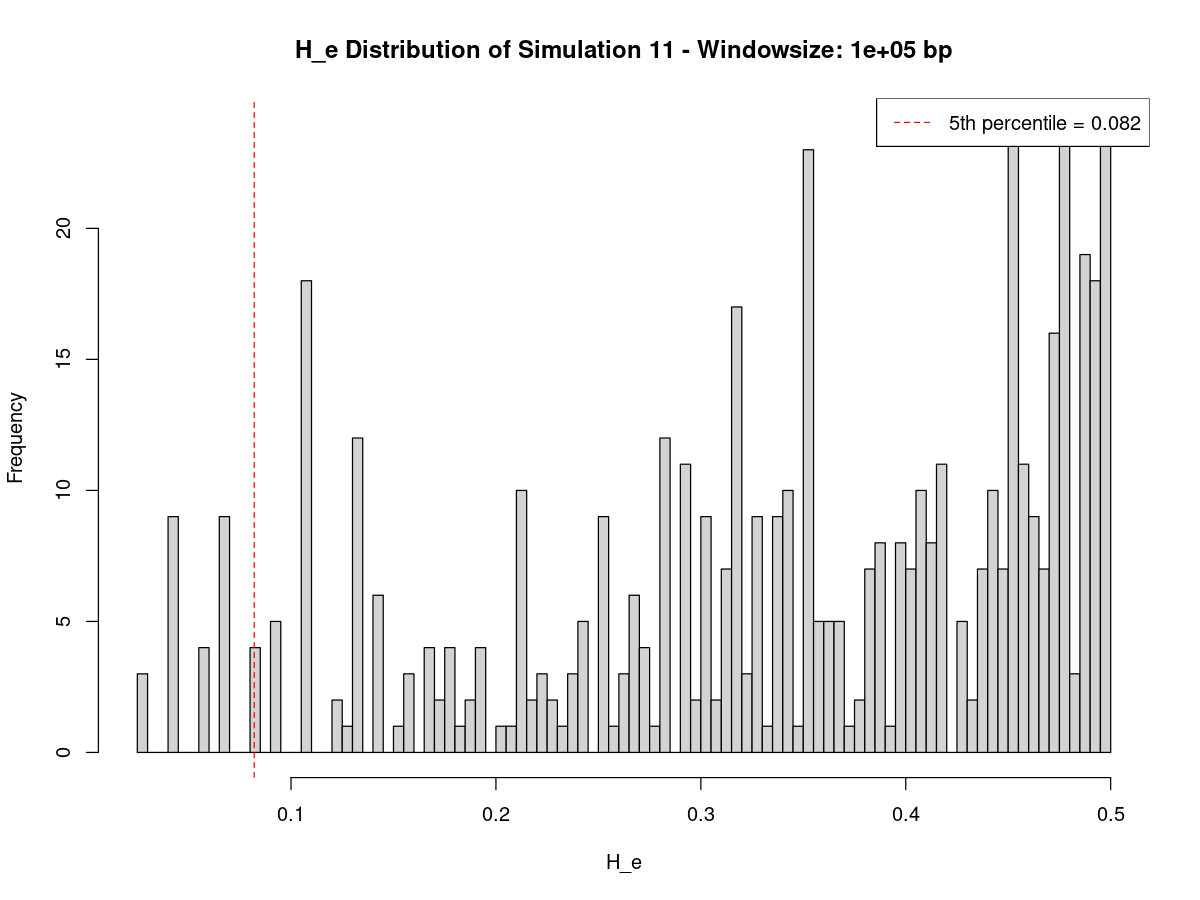 H_e Distribution of Simulation 11 - Windowsize: 1e+05 bp
5th percentile = 0.082
Frequency
20
15
10
5
0
0.1 0.2 0.3 0.4 0.5
H_e